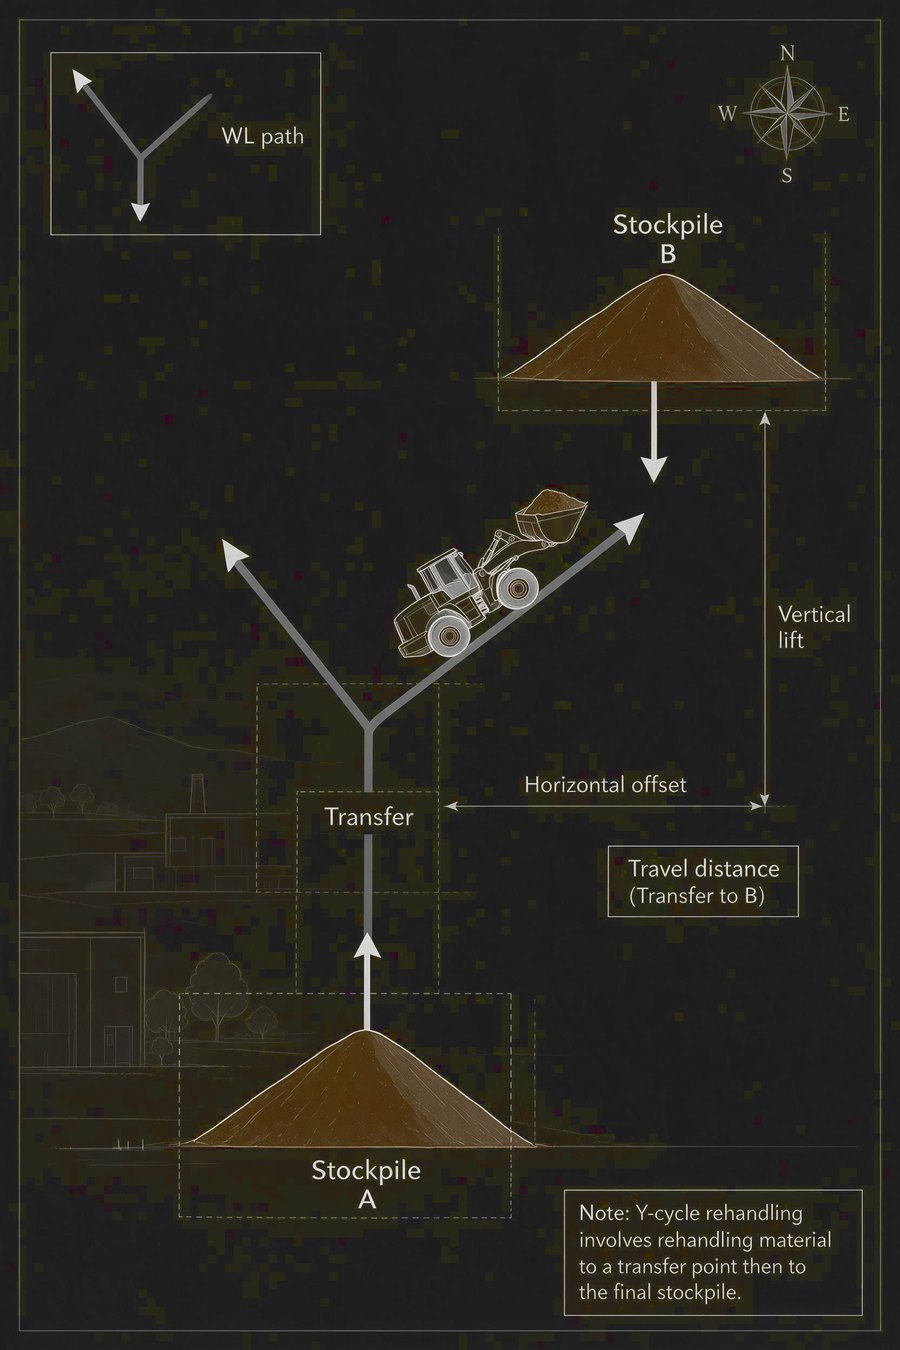 WL path
N
W
E
S
Stockpile
B
Vertical
lift
Horizontal offset
Transfer
Travel distance
(Transfer to B)
Stockpile
A
Note: Y-cycle rehandling
involves rehandling material
to a transfer point then to
the final stockpile.